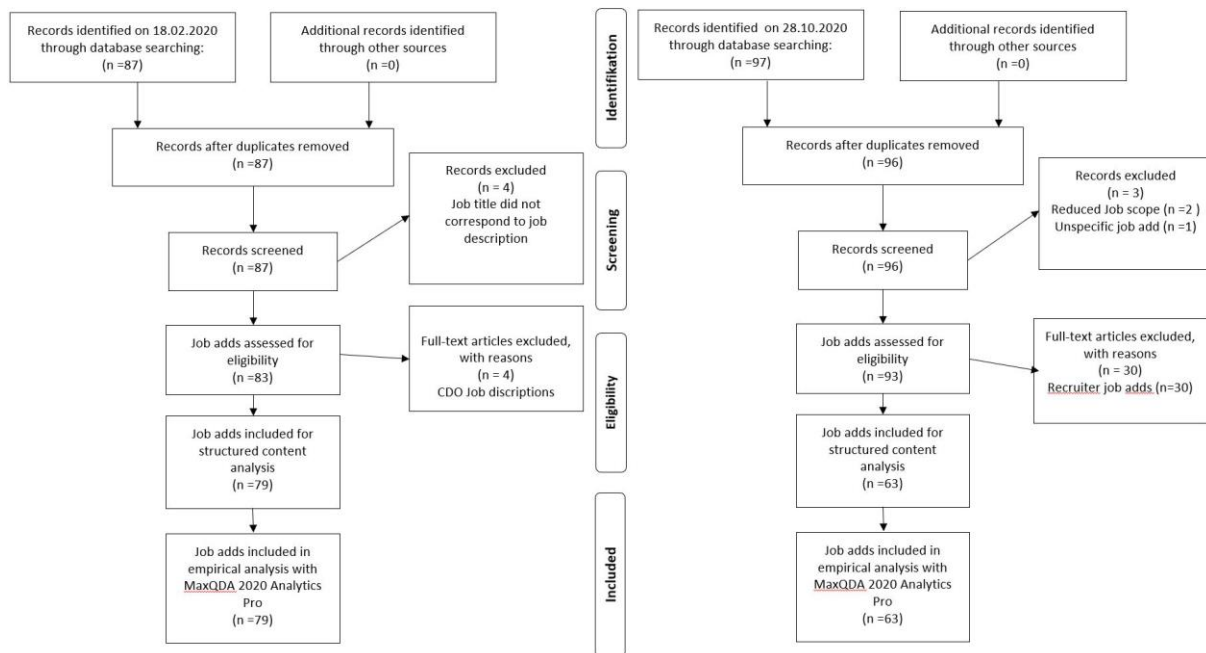 Records identified on 18.02.2020
through database searching:
(n =87)
Additional records identified
through other sources
(n =0)
Records after duplicates removed
(n =87)
Records excluded
(n = 4)
Job title did not
correspond to job
description
Records screened
(n =87)
Job adds assessed for
eligibility
(n =83)
Full-text articles excluded,
with reasons
(n = 4)
CDO Job discriptions
Job adds included for
structured content
analysis
(n =79)
Job adds included in
empirical analysis with
MaxQDA 2020 Analytics
Pro
(n =79)
Identifikation
Screening
Eligibility
Included
Records identified  on 28.10.2020
through database searching:
(n =97)
Additional records identified
through other sources
(n =0)
Records after duplicates removed
(n =96)
Records excluded
(n = 3)
Reduced Job scope (n =2 )
Unspecific job add (n =1)
Records screened
(n =96)
Job adds assessed for
eligibility
(n =93)
Full-text articles excluded,
with reasons
(n = 30)
Recruiter job adds (n=30)
Job adds included for
structured content
analysis
(n =63)
Job adds included in
empirical analysis with
MaxQDA 2020 Analytics
Pro
(n =63)